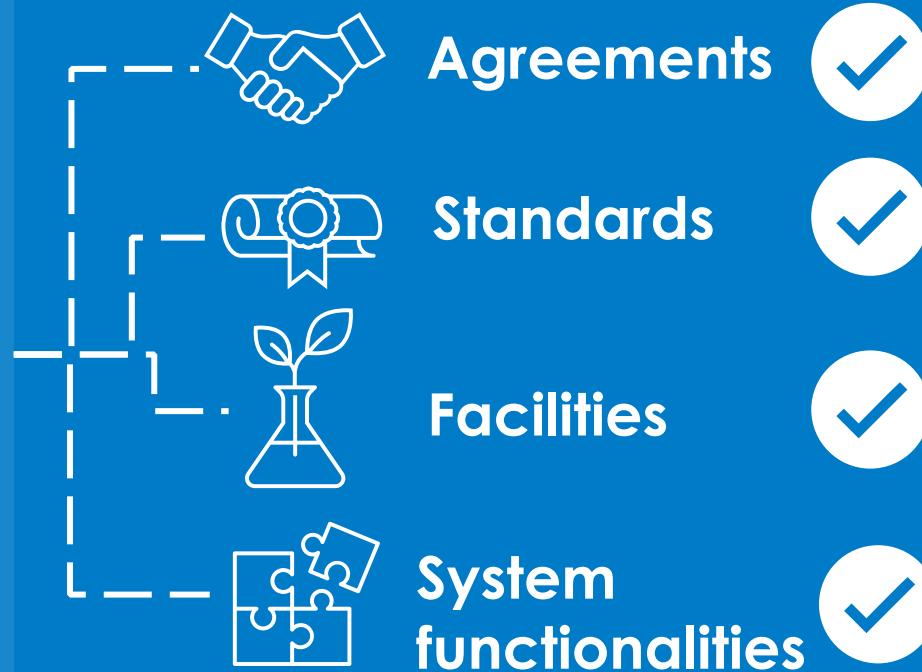 Agreements
Standards
Facilities
System
functionalities